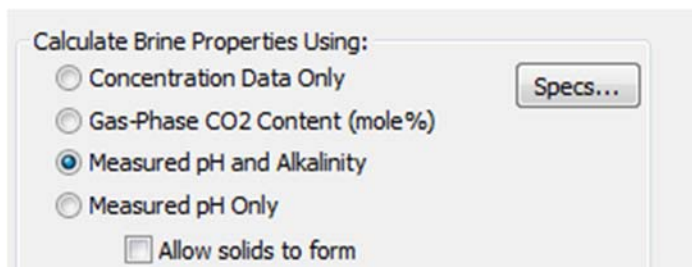 Calculate Brine Properties Using:
Concentration Data Only
Specs...
Gas-Phase CO2 Content (mole%)
Measured pH and Alkalinity
Measured pH Only
Allow solids to form